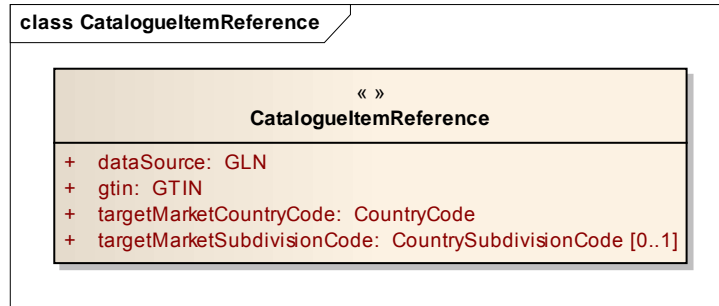 class CatalogueItemReference
« »
CatalogueItemReference
+ dataSource: GLN
+ gtin: GTIN
+ targetMarketCountryCode: CountryCode
+ targetMarketSubdivisionCode: CountrySubdivisionCode [0..1]